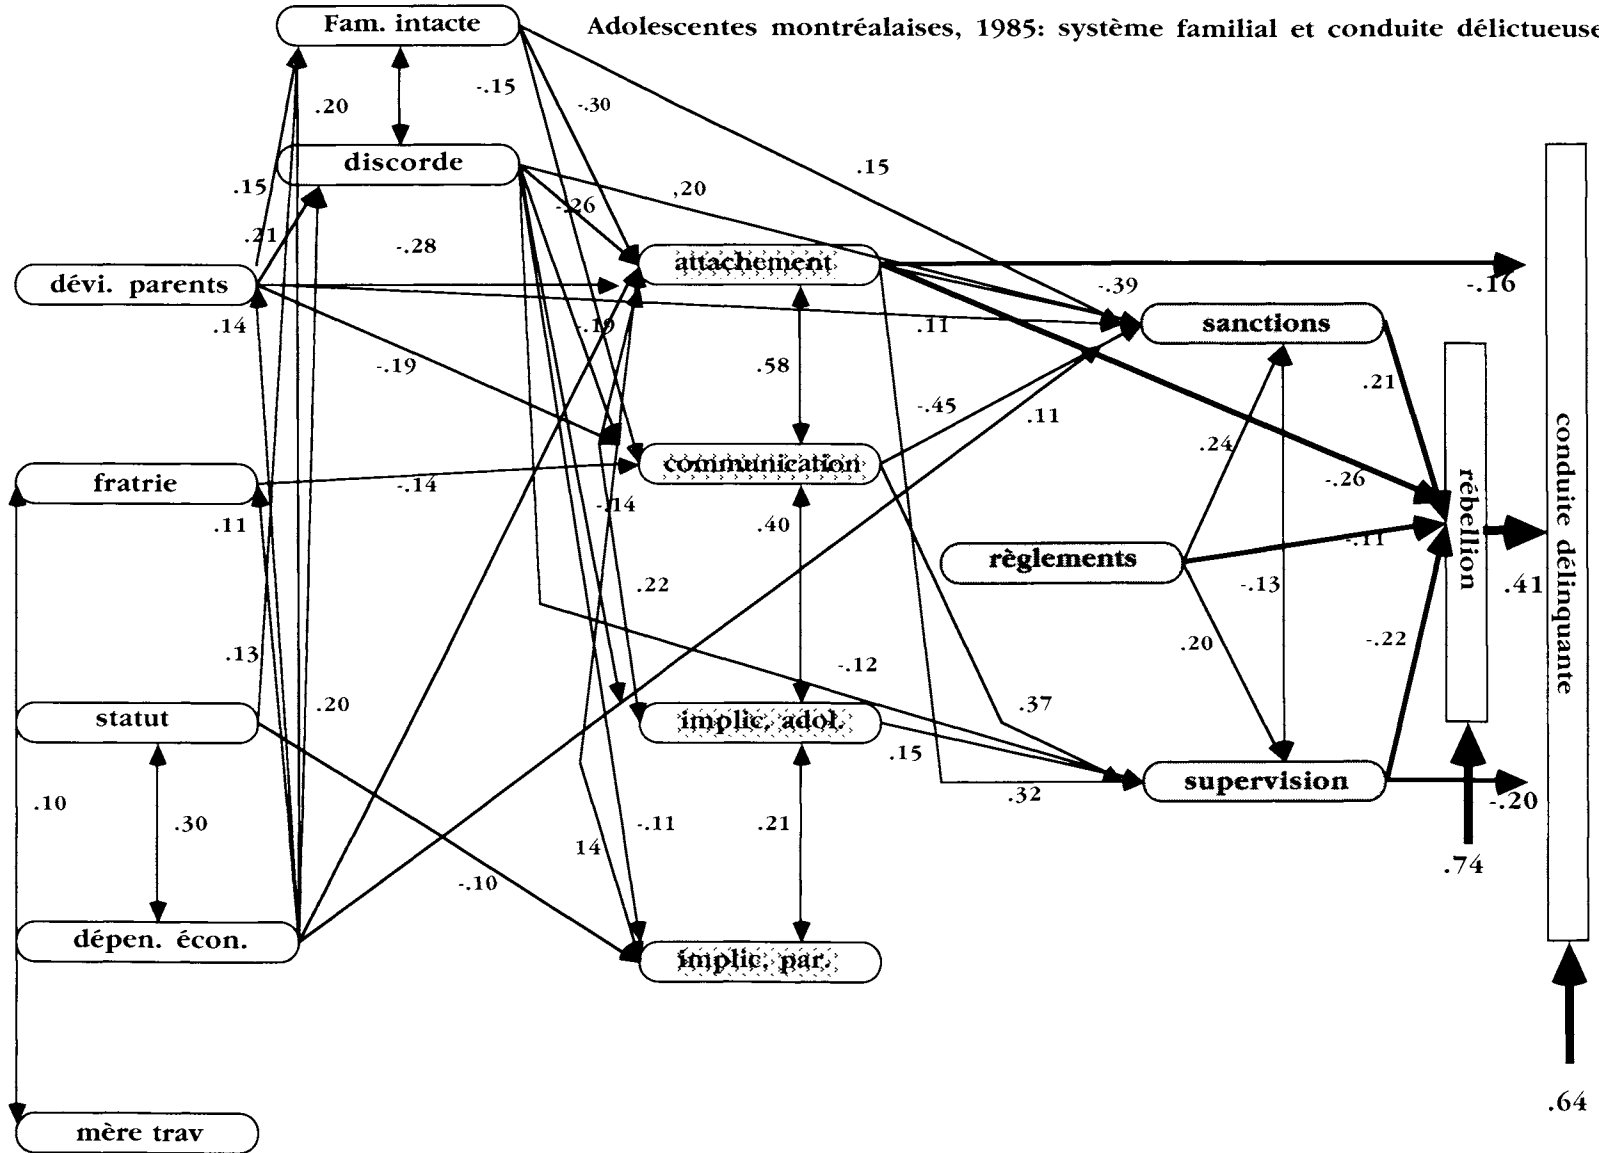 Fam. intacte
Adolescentes montréalaises, 1985: système familial et conduite délictueuse
.20
-.15
-.30
discorde
.15
.15
,20
-.26
.21
-.28
attachement
dévi. parents
-.39
-.16
.14
-.19
.11
sanctions
-.19
.58
.21
-.45
.11
.24
communication
fratrie
-.14
-.26
rébellion
conduite délinquante
.11
-.14
.40
-.11
règlements
.22
-.13
.41
.13
.20
-.22
-.12
.20
.37
statut
implic. adol.
.15
supervision
.10
.30
-.11
.21
.32
-.20
14
.74
-.10
dépen. écon.
implic. par.
.64
mère trav